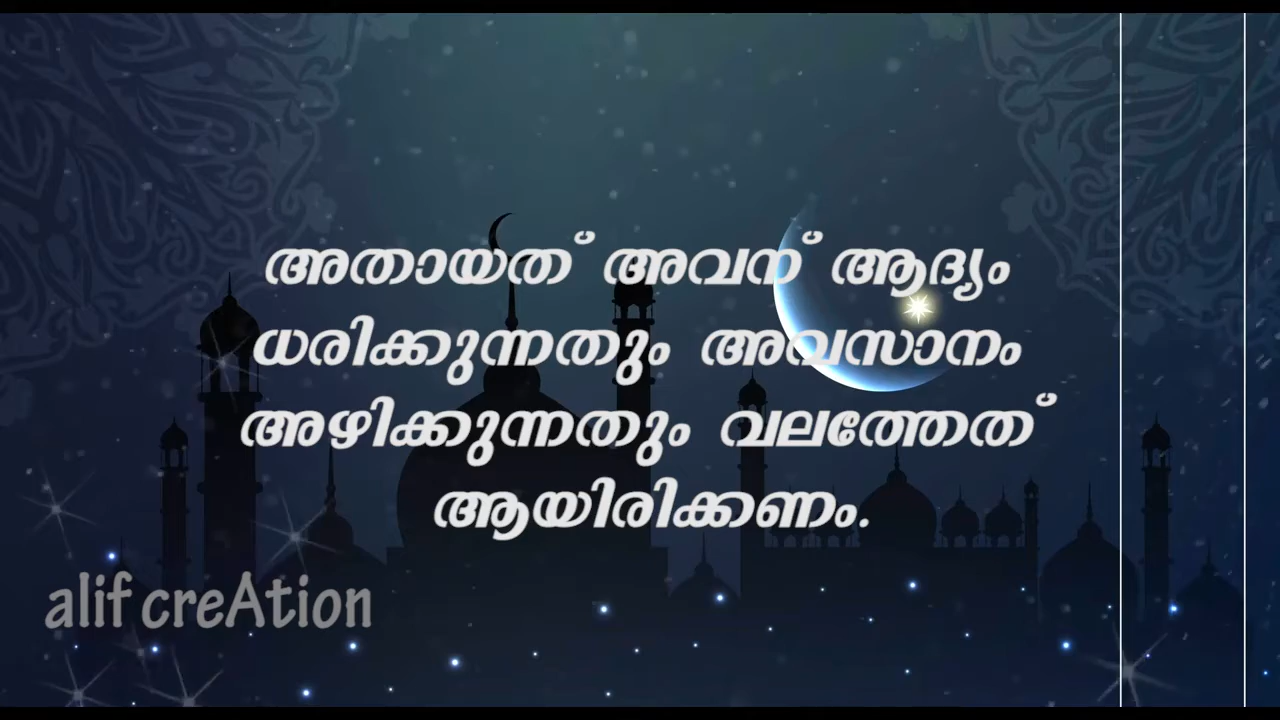 അതായത് അവന് ആദ്യം
ധരിക്കുന്നതും അവസാനം
അഴിക്കുന്നതും വലത്തേത്
ആയിരിക്കണം.
alif creAtion